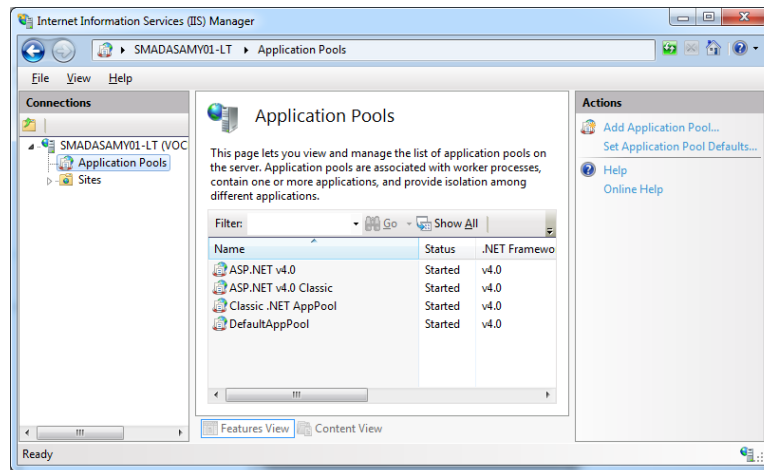 Internet Information Services (IIS) Manager
SMADASAMY01-LT Application Pools
File View Help
Connections
SMADASAMY01-LT (VOC
Application Pools
Sites
Application Pools
This page lets you view and manage the list of application pools on
the server. Application pools are associated with worker processes,
contain one or more applications, and provide isolation among
different applications.
Filter: Go Show All
Name Status .NET Framewo
ASP.NET v4.0 Started v4.0
ASP.NET v4.0 Classic Started v4.0
Classic .NET AppPool Started v4.0
DefaultAppPool Started v4.0
Features View Content View
Actions
Add Application Pool...
Set Application Pool Defaults...
Help
Online Help
Ready